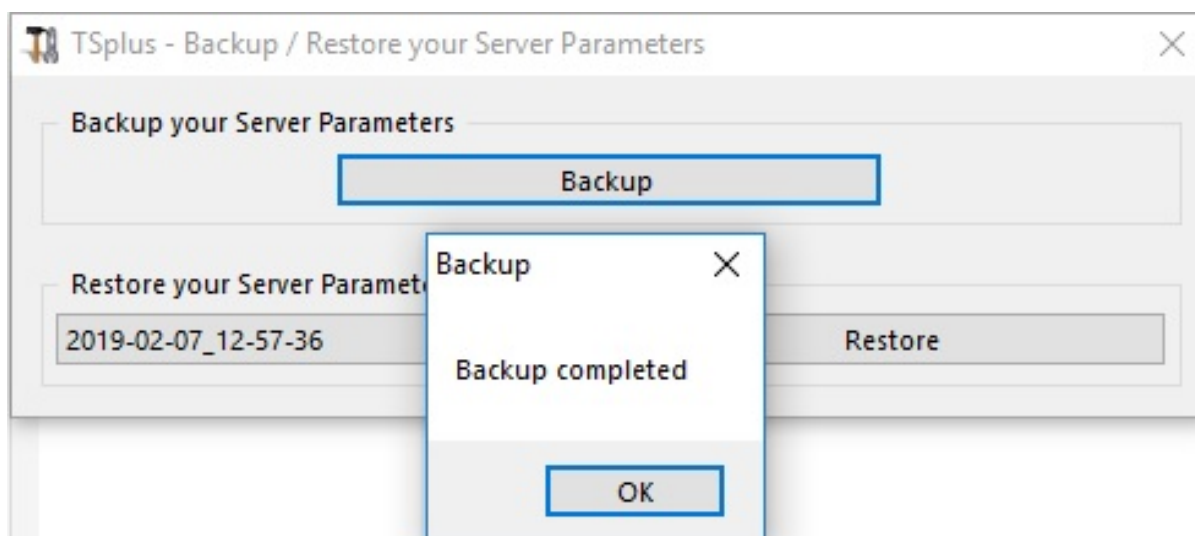 TSplus - Backup / Restore your Server Parameters
Backup your Server Parameters
Backup
Restore your Server Paramet
2019-02-07_12-57-36
Restore
Backup
Backup completed
OK